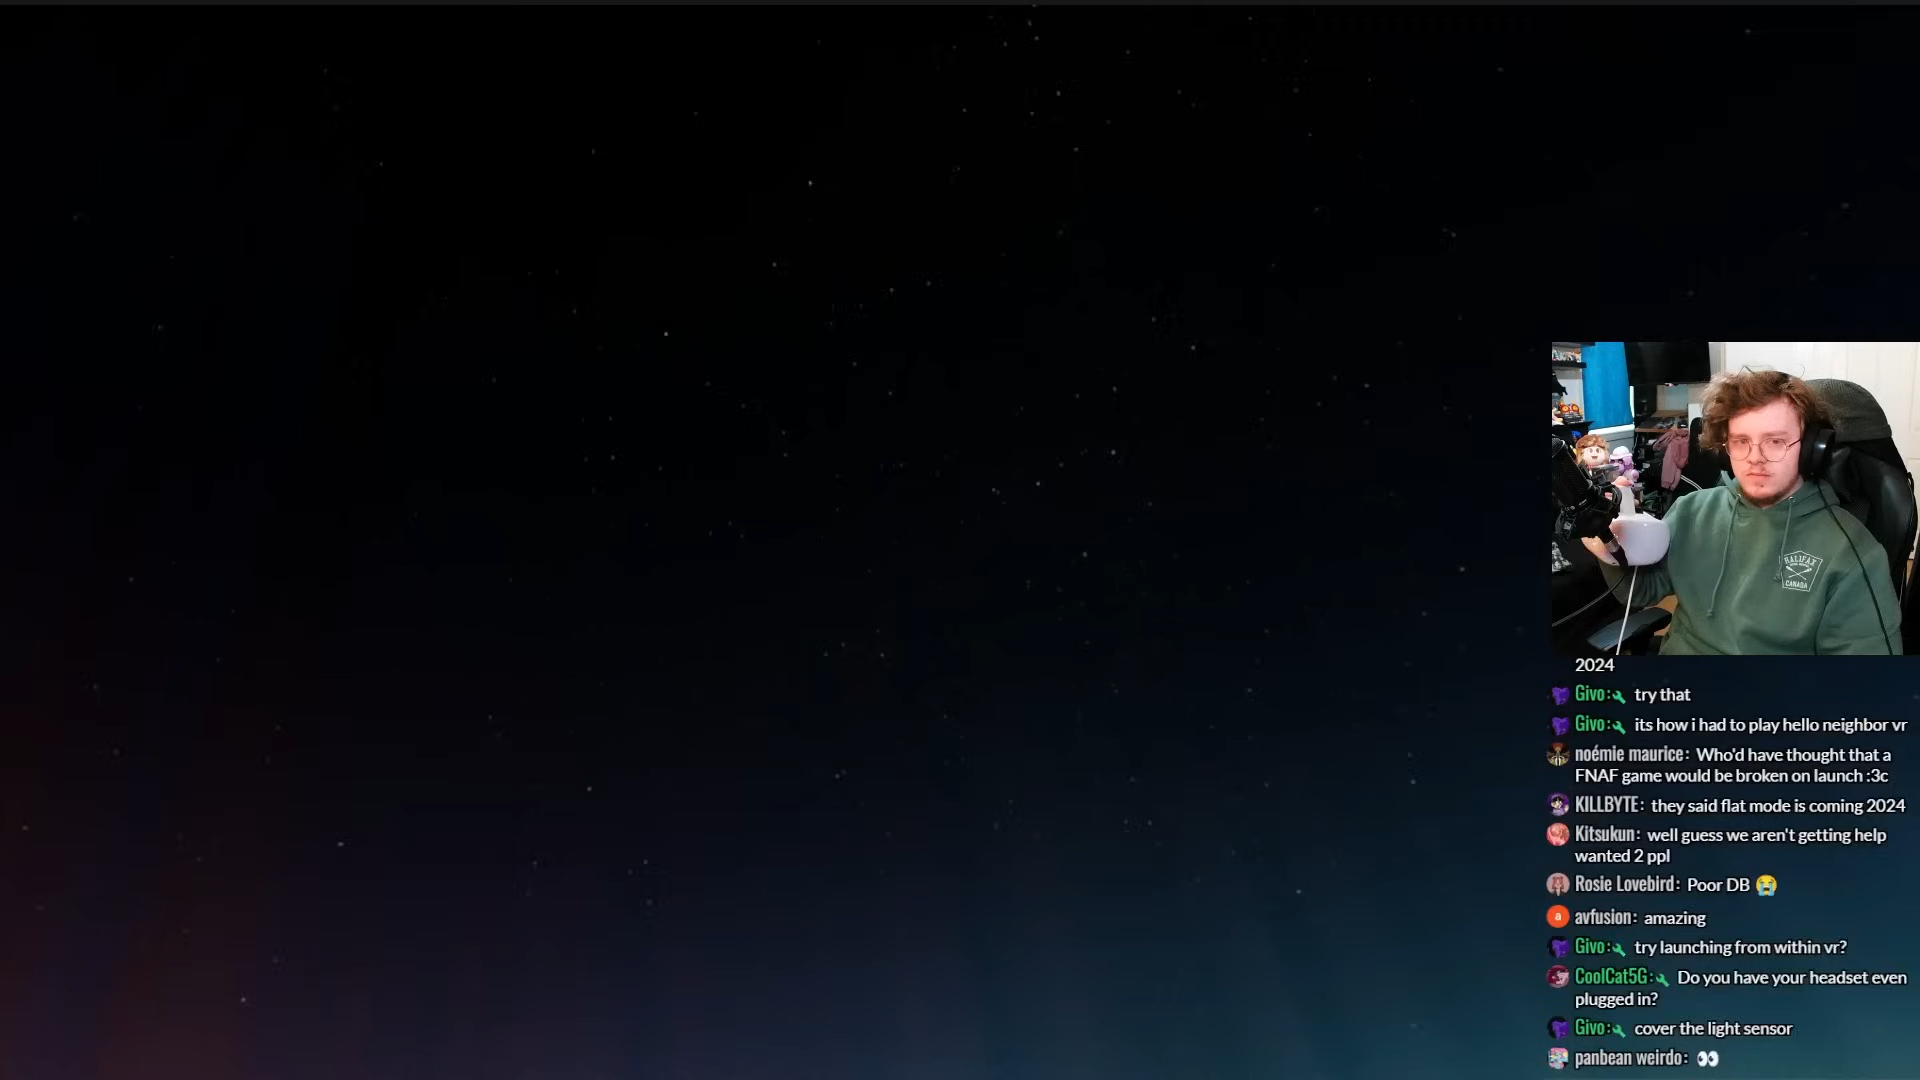 HALIFAX
CANADA
2024
Givo: try that
Givo: its how i had to play hello neighbor vr
noémie maurice: Who'd have thought that a
FNAF game would be broken on launch :3c
KILLBYTE: they said flat mode is coming 2024
Kitsukun: well guess we aren't getting help
wanted 2 ppl
Rosie Lovebird: Poor DB 😭
a avfusion: amazing
Givo: try launching from within vr?
CoolCat5G: Do you have your headset even
plugged in?
Givo: cover the light sensor
panbean weirdo: 👀